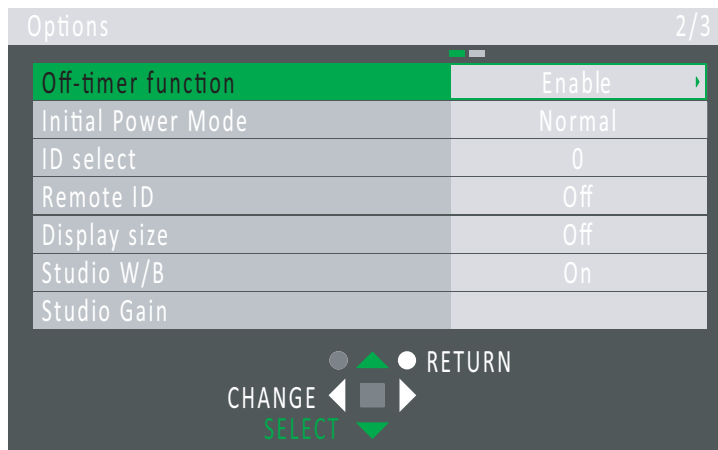 Options 2/3
Off-timer function Enable
Initial Power Mode Normal
ID select 0
Remote ID Off
Display size Off
Studio W/B On
Studio Gain
RETURN
CHANGE
SELECT